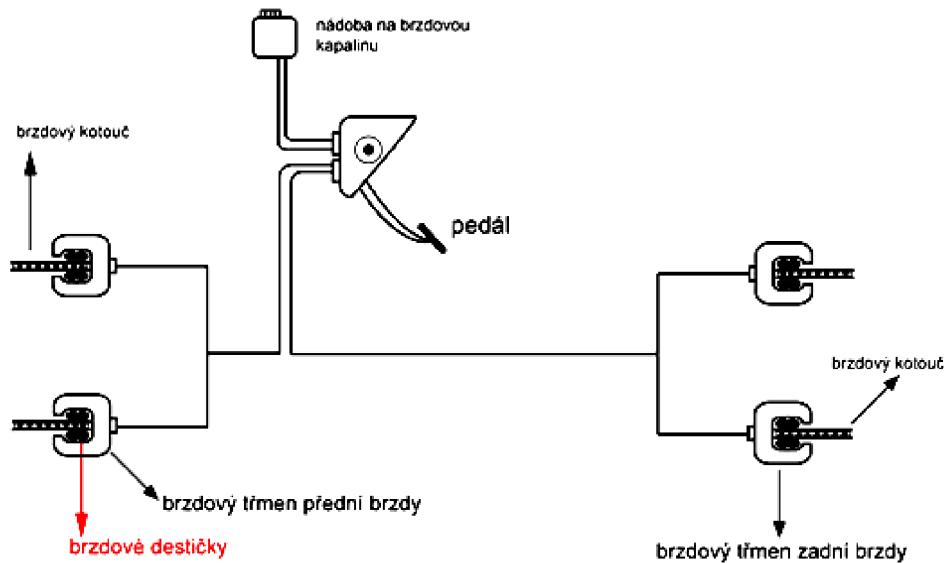 nádoba na brzdovou
kapalinu
brzdový kotouč
pedál
brzdový kotouč
brzdový třmen přední brzdy
brzdové destičky
brzdový třmen zadní brzdy